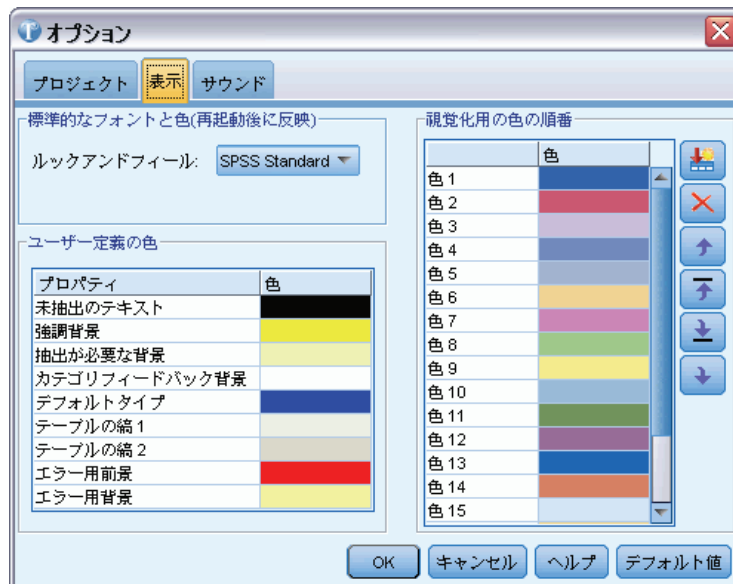 オプション
プロジェクト 表示 サウンド
標準的なフォントと色(再起動後に反映)
ルックアンドフィール: SPSS Standard
ユーザー定義の色
プロパティ 色
未抽出のテキスト
強調背景
抽出が必要な背景
カテゴリフィードバック背景
デフォルトタイプ
テーブルの縞 1
テーブルの縞 2
エラー用前景
エラー用背景
視覚化用の色の順番
色
色 1
色 2
色 3
色 4
色 5
色 6
色 7
色 8
色 9
色 10
色 11
色 12
色 13
色 14
色 15
OK キャンセル ヘルプ デフォルト値